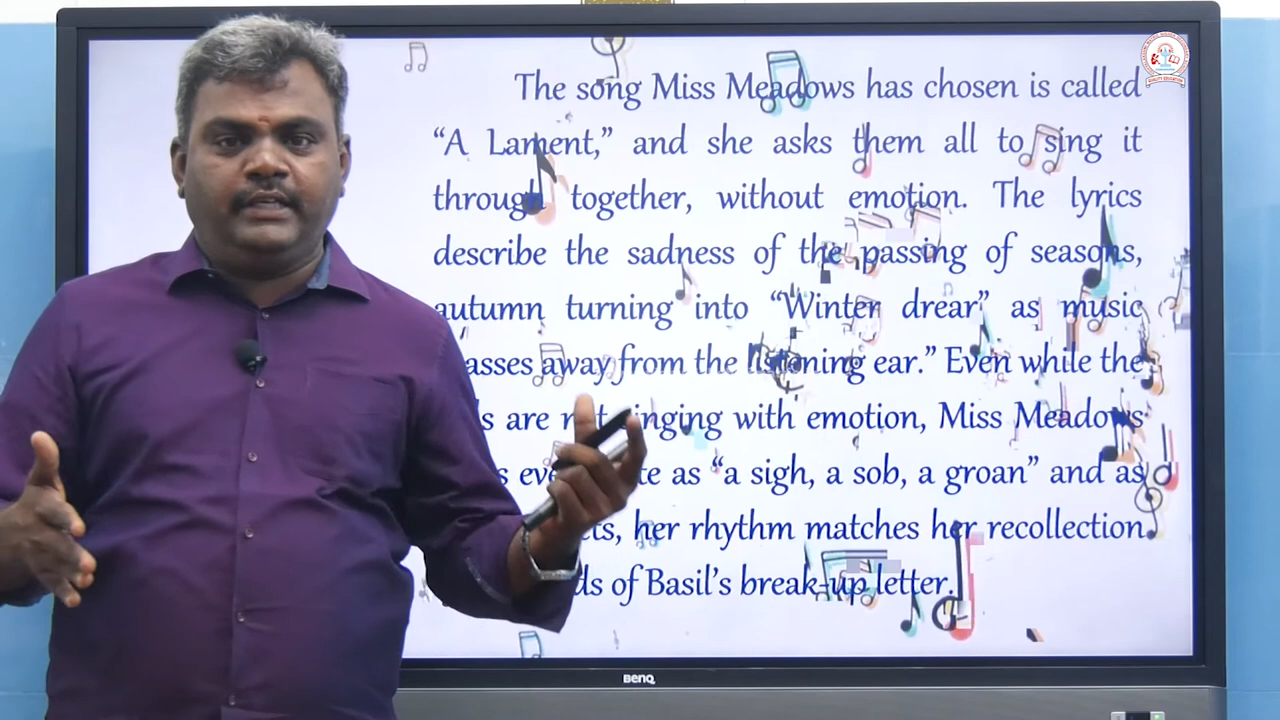 The song Miss Meadows has chosen is called
“A Lament,” and she asks them all to sing it
through together, without emotion. The lyrics
describe the sadness of the passing of seasons,
autumn turning into “Winter drear” as music
asses away from the listening ear.” Even while the
s are not singing with emotion, Miss Meadows
s eve te as “a sigh, a sob, a groan” and as
ts, her rhythm matches her recollection
ds of Basil’s break-up letter.
BenQ